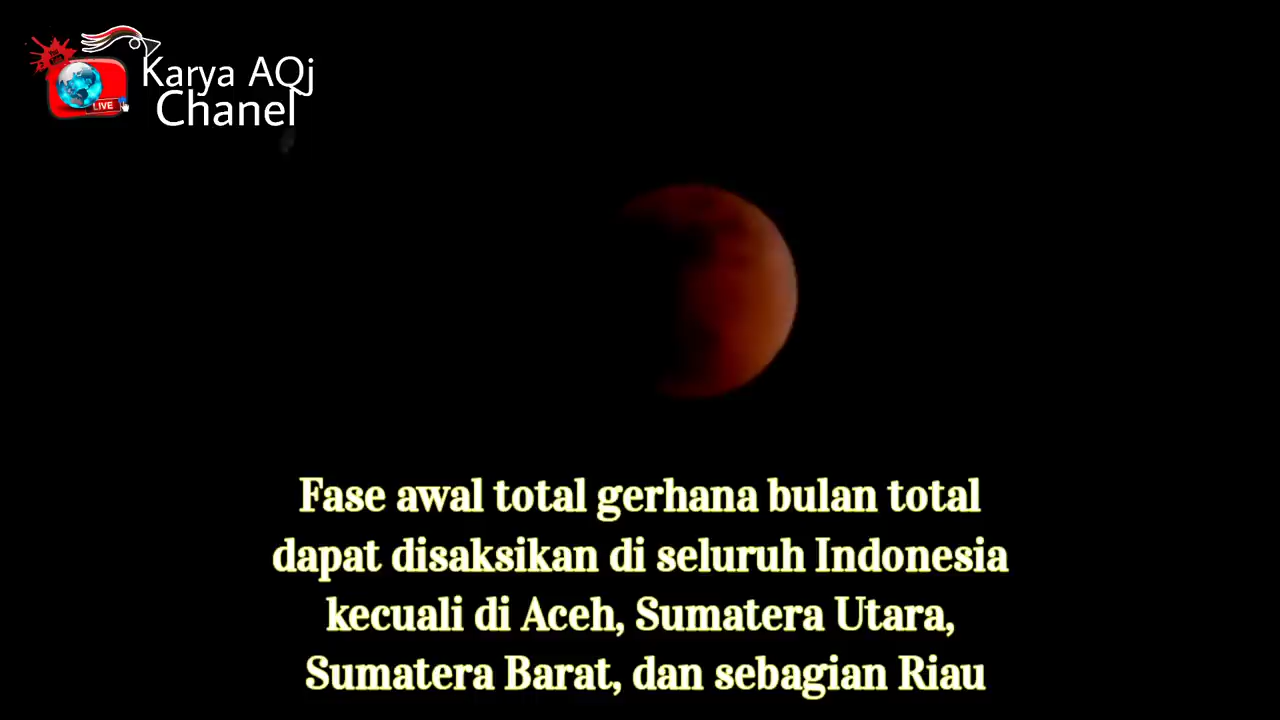 Karya AQj
Chanel
LIVE
Fase awal total gerhana bulan total
dapat disaksikan di seluruh Indonesia
kecuali di Aceh, Sumatera Utara,
Sumatera Barat, dan sebagian Riau